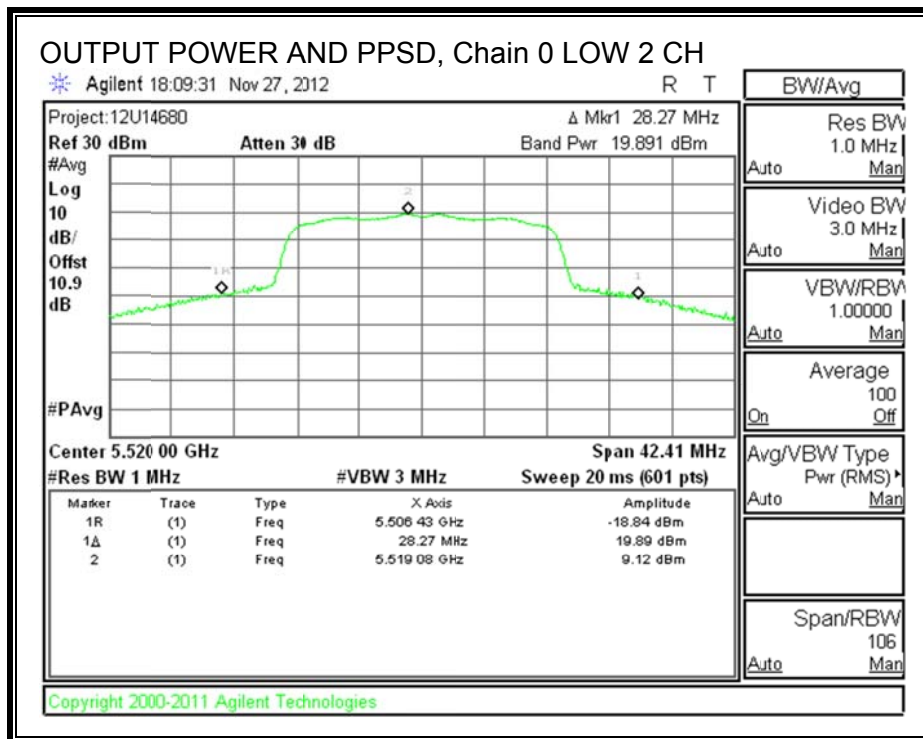 OUTPUT POWER AND PPSD, Chain 0 LOW 2 CH
Agilent 18:09:31 Nov 27, 2012 R T
Project:12U14680 Δ Mkr1 28.27 MHz
Ref 30 dBm Atten 30 dB Band Pwr 19.891 dBm
#Avg
Log
10
dB/
Offst
10.9
dB
#PAvg
2
1R
1
Center 5.520 00 GHz Span 42.41 MHz
#Res BW 1 MHz #VBW 3 MHz Sweep 20 ms (601 pts)
Marker Trace Type X Axis Amplitude
1R (1) Freq 5.506 43 GHz -18.84 dBm
1Δ (1) Freq 28.27 MHz 19.89 dBm
2 (1) Freq 5.519 08 GHz 9.12 dBm
BW/Avg
Res BW
1.0 MHz
Auto Man
Video BW
3.0 MHz
Auto Man
VBW/RBW
1.00000
Auto Man
Average
100
On Off
Avg/VBW Type
Pwr (RMS)
Auto Man
Span/RBW
106
Auto Man
Copyright 2000-2011 Agilent Technologies